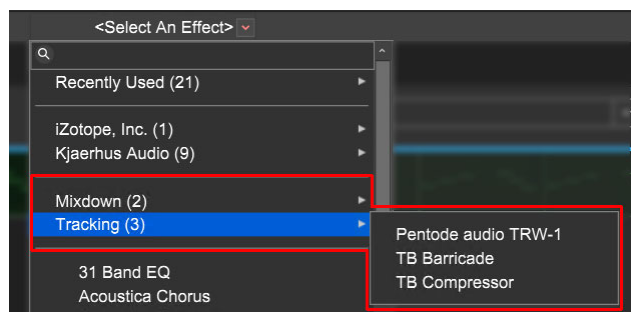 <Select An Effect>
Recently Used (21)
iZotope, Inc. (1)
Kjaerhus Audio (9)
Mixdown (2)
Tracking (3)
Pentode audio TRW-1
TB Barricade
TB Compressor
31 Band EQ
Acoustica Chorus